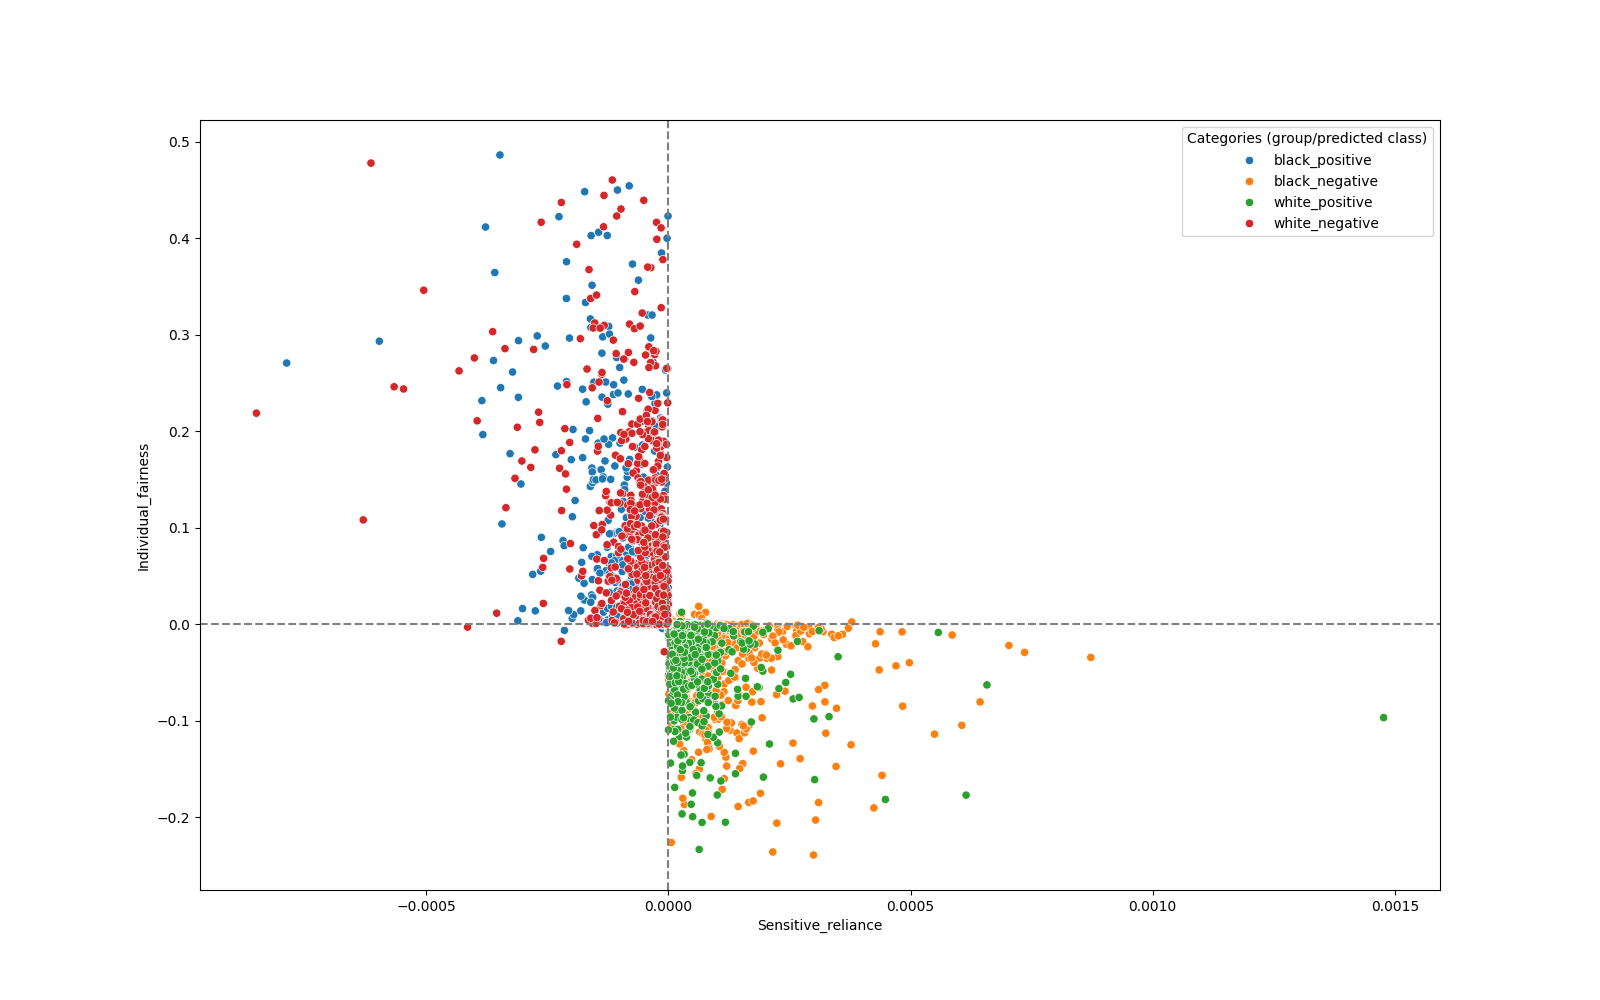 Categories (group/predicted class)
black_positive
black_negative
white_positive
white_negative
0.5
0.4
0.3
0.2
0.1
0.0
−0.1
−0.2
Individual_fairness
−0.0005
0.0000
0.0005
0.0010
0.0015
Sensitive_reliance